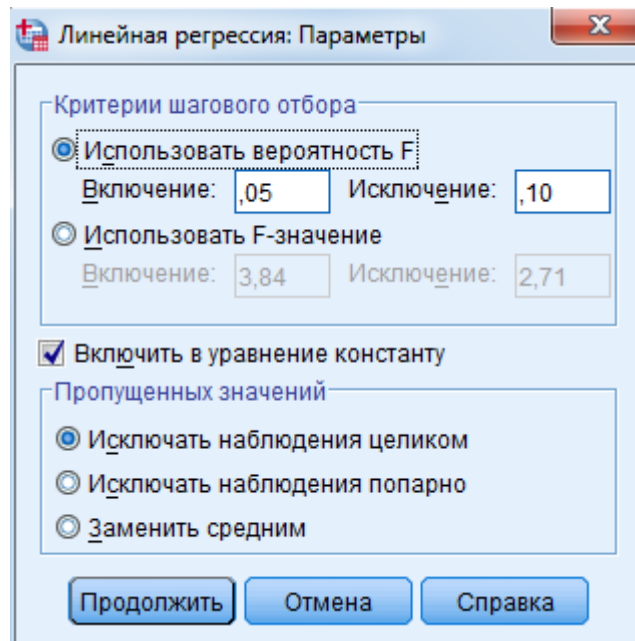 Линейная регрессия: Параметры
Критерии шагового отбора
Использовать вероятность F
Включение: ,05 Исключение: ,10
Использовать F-значение
Включение: 3,84 Исключение: 2,71
Включить в уравнение константу
Пропущенных значений
Исключать наблюдения целиком
Исключать наблюдения попарно
Заменить средним
Продолжить Отмена Справка